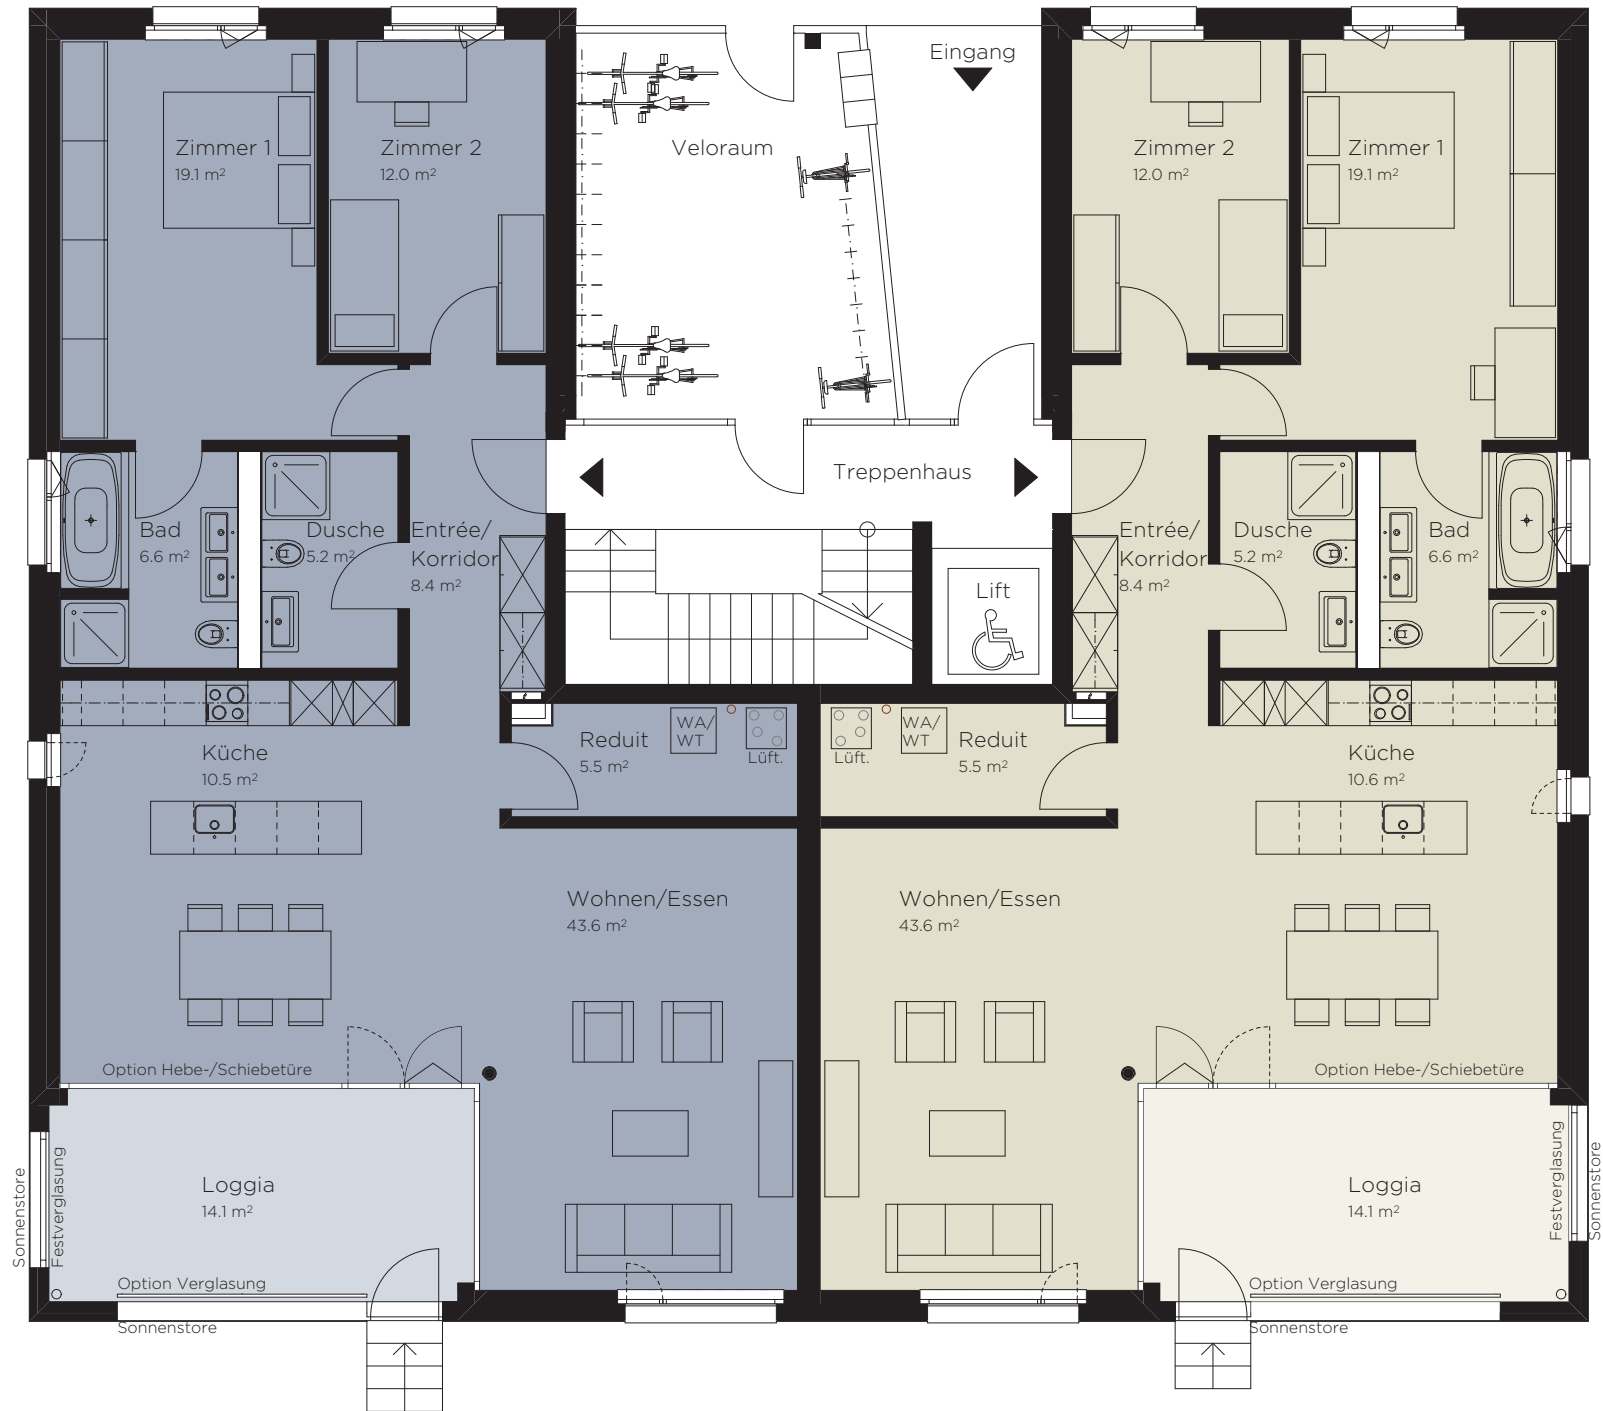 Eingang
Zimmer 1
19.1 m²
Zimmer 2
12.0 m²
Veloraum
Zimmer 2
12.0 m²
Zimmer 1
19.1 m²
Treppenhaus
Bad
6.6 m²
Dusche
5.2 m²
Entrée/
Korridor
8.4 m²
Lift
Entrée/
Korridor
8.4 m²
Dusche
5.2 m²
Bad
6.6 m²
Küche
10.5 m²
Reduit
5.5 m²
WA/
WT
Lüft.
Lüft.
WA/
WT
Reduit
5.5 m²
Küche
10.6 m²
Wohnen/Essen
43.6 m²
Wohnen/Essen
43.6 m²
Option Hebe-/Schiebetüre
Option Hebe-/Schiebetüre
Sonnenstore
Festverglasung
Loggia
14.1 m²
Loggia
14.1 m²
Festverglasung
Sonnenstore
Option Verglasung
Sonnenstore
Option Verglasung
Sonnenstore